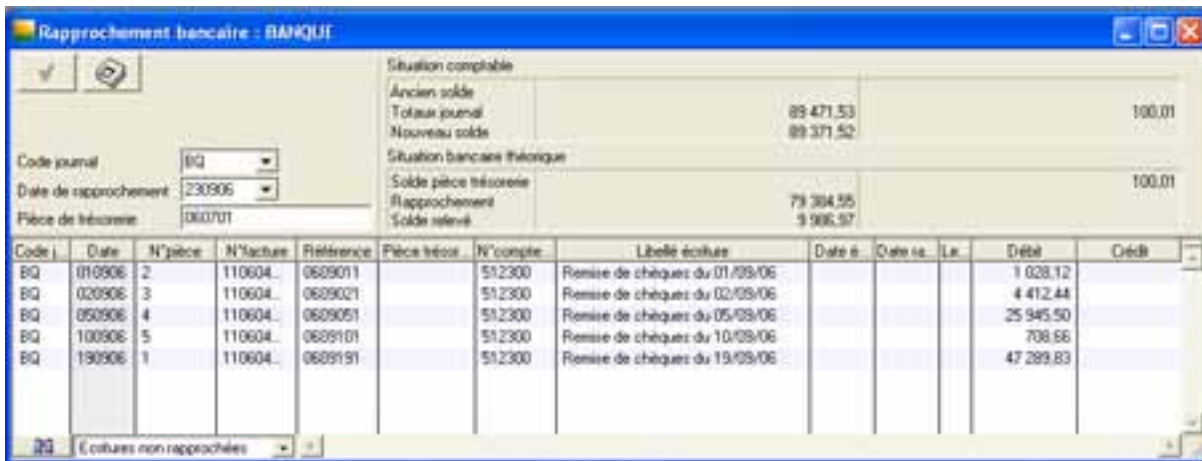 Rapprochement bancaire : BANQUE
Situation comptable
Ancien solde
Totaux journal 89 471,53 100,01
Nouveau solde 89 371,52
Code journal BQ
Situation bancaire théorique
Date de rapprochement 230906
Solde pièce trésorerie 100,01
Rapprochement 79 384,55
Pièce de trésorerie 060701
Solde relevé 9 986,97
Code j... Date N°pièce N°facture Référence Pièce trésor... N°compte Libellé écriture Date é... Date ra... Le... Débit Crédit
BQ 010906 2 110604... 0609011 512300 Remise de chèques du 01/09/06 1 028,12
BQ 020906 3 110604... 0609021 512300 Remise de chèques du 02/09/06 4 412,44
BQ 050906 4 110604... 0609051 512300 Remise de chèques du 05/09/06 25 945,50
BQ 100906 5 110604... 0609101 512300 Remise de chèques du 10/09/06 708,66
BQ 190906 1 110604... 0609191 512300 Remise de chèques du 19/09/06 47 289,83
Ecritures non rapprochées